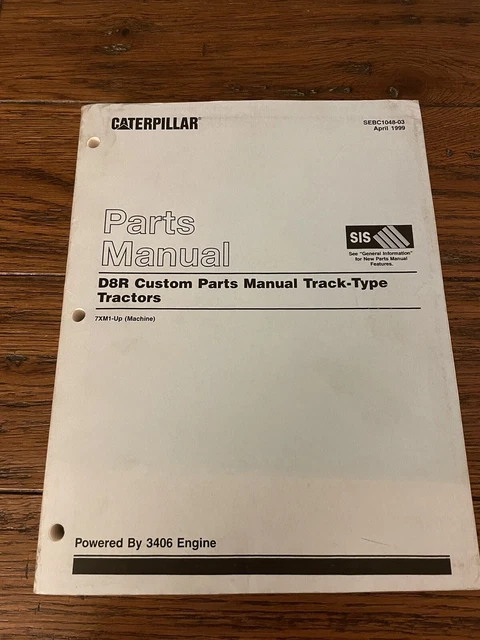 CATERPILLAR®
SEBC1048-03
April 1999
Parts
Manual
SIS
See "General Information"
for New Parts Manual
Features.
D8R Custom Parts Manual Track-Type
Tractors
7XM1-Up (Machine)
Powered By 3406 Engine